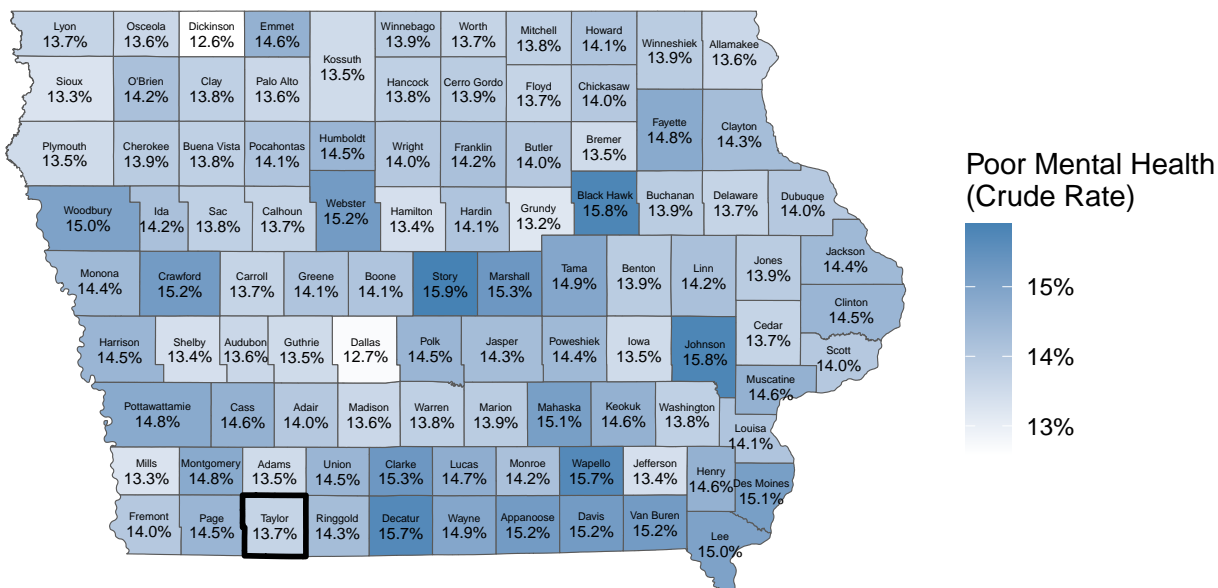 Lyon
13.7%
Osceola
13.6%
Dickinson
12.6%
Emmet
14.6%
Kossuth
13.5%
Winnebago
13.9%
Worth
13.7%
Mitchell
13.8%
Howard
14.1%
Winneshiek
13.9%
Allamakee
13.6%
Sioux
13.3%
O'Brien
14.2%
Clay
13.8%
Palo Alto
13.6%
Hancock
13.8%
Cerro Gordo
13.9%
Floyd
13.7%
Chickasaw
14.0%
Plymouth
13.5%
Cherokee
13.9%
Buena Vista
13.8%
Pocahontas
14.1%
Humboldt
14.5%
Wright
14.0%
Franklin
14.2%
Butler
14.0%
Bremer
13.5%
Fayette
14.8%
Clayton
14.3%
Woodbury
15.0%
Ida
14.2%
Sac
13.8%
Calhoun
13.7%
Webster
15.2%
Hamilton
13.4%
Hardin
14.1%
Grundy
13.2%
Black Hawk
15.8%
Buchanan
13.9%
Delaware
13.7%
Dubuque
14.0%
Monona
14.4%
Crawford
15.2%
Carroll
13.7%
Greene
14.1%
Boone
14.1%
Story
15.9%
Marshall
15.3%
Tama
14.9%
Benton
13.9%
Linn
14.2%
Jones
13.9%
Jackson
14.4%
Clinton
14.5%
Harrison
14.5%
Shelby
13.4%
Audubon
13.6%
Guthrie
13.5%
Dallas
12.7%
Polk
14.5%
Jasper
14.3%
Poweshiek
14.4%
Iowa
13.5%
Johnson
15.8%
Cedar
13.7%
Scott
14.0%
Muscatine
14.6%
Pottawattamie
14.8%
Cass
14.6%
Adair
14.0%
Madison
13.6%
Warren
13.8%
Marion
13.9%
Mahaska
15.1%
Keokuk
14.6%
Washington
13.8%
Louisa
14.1%
Mills
13.3%
Montgomery
14.8%
Adams
13.5%
Union
14.5%
Clarke
15.3%
Lucas
14.7%
Monroe
14.2%
Wapello
15.7%
Jefferson
13.4%
Henry
14.6%
Des Moines
15.1%
Fremont
14.0%
Page
14.5%
Taylor
13.7%
Ringgold
14.3%
Decatur
15.7%
Wayne
14.9%
Appanoose
15.2%
Davis
15.2%
Van Buren
15.2%
Lee
15.0%
Poor Mental Health
(Crude Rate)
15%
14%
13%